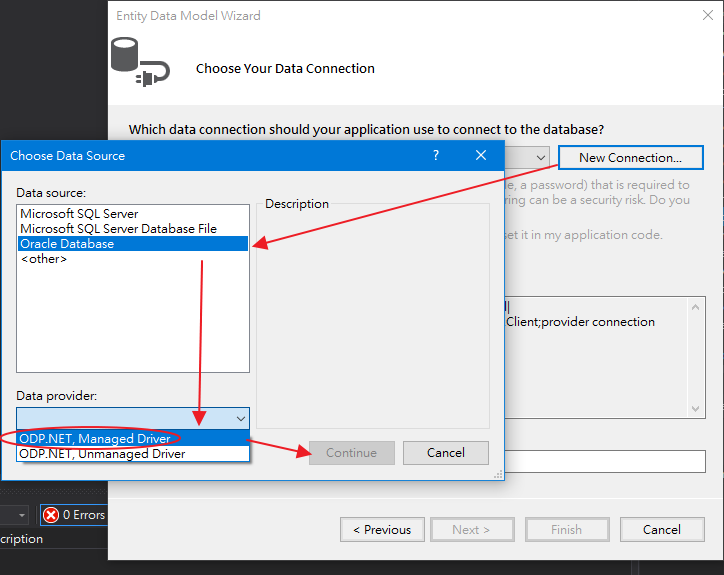 Entity Data Model Wizard
Choose Your Data Connection
Which data connection should your application use to connect to the database?
New Connection...
a password) that is required to
ring can be a security risk. Do you
set it in my application code.
Client;provider connection
Choose Data Source
?
Data source:
Microsoft SQL Server
Microsoft SQL Server Database File
Oracle Database
<other>
Description
Data provider:
ODP.NET, Managed Driver
ODP.NET, Unmanaged Driver
Continue
Cancel
0 Errors
cription
< Previous
Next >
Finish
Cancel